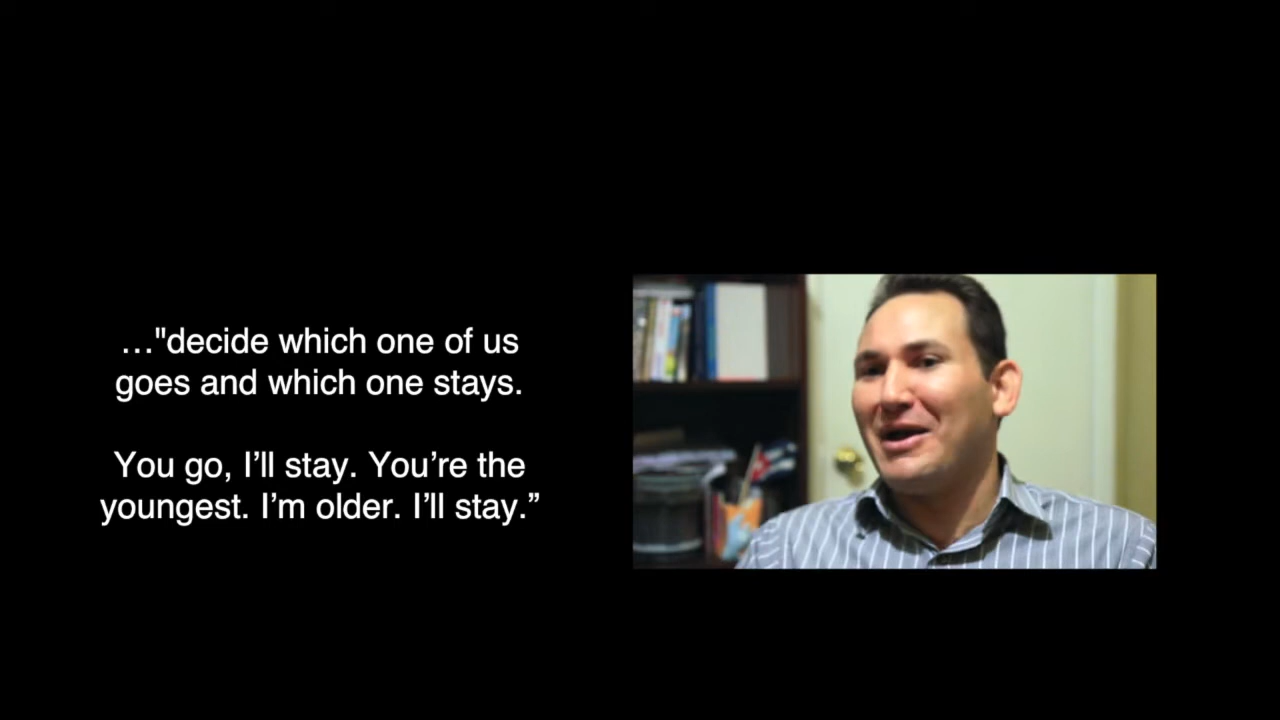 …"decide which one of us
goes and which one stays.
You go, I’ll stay. You’re the
youngest. I’m older. I’ll stay.”